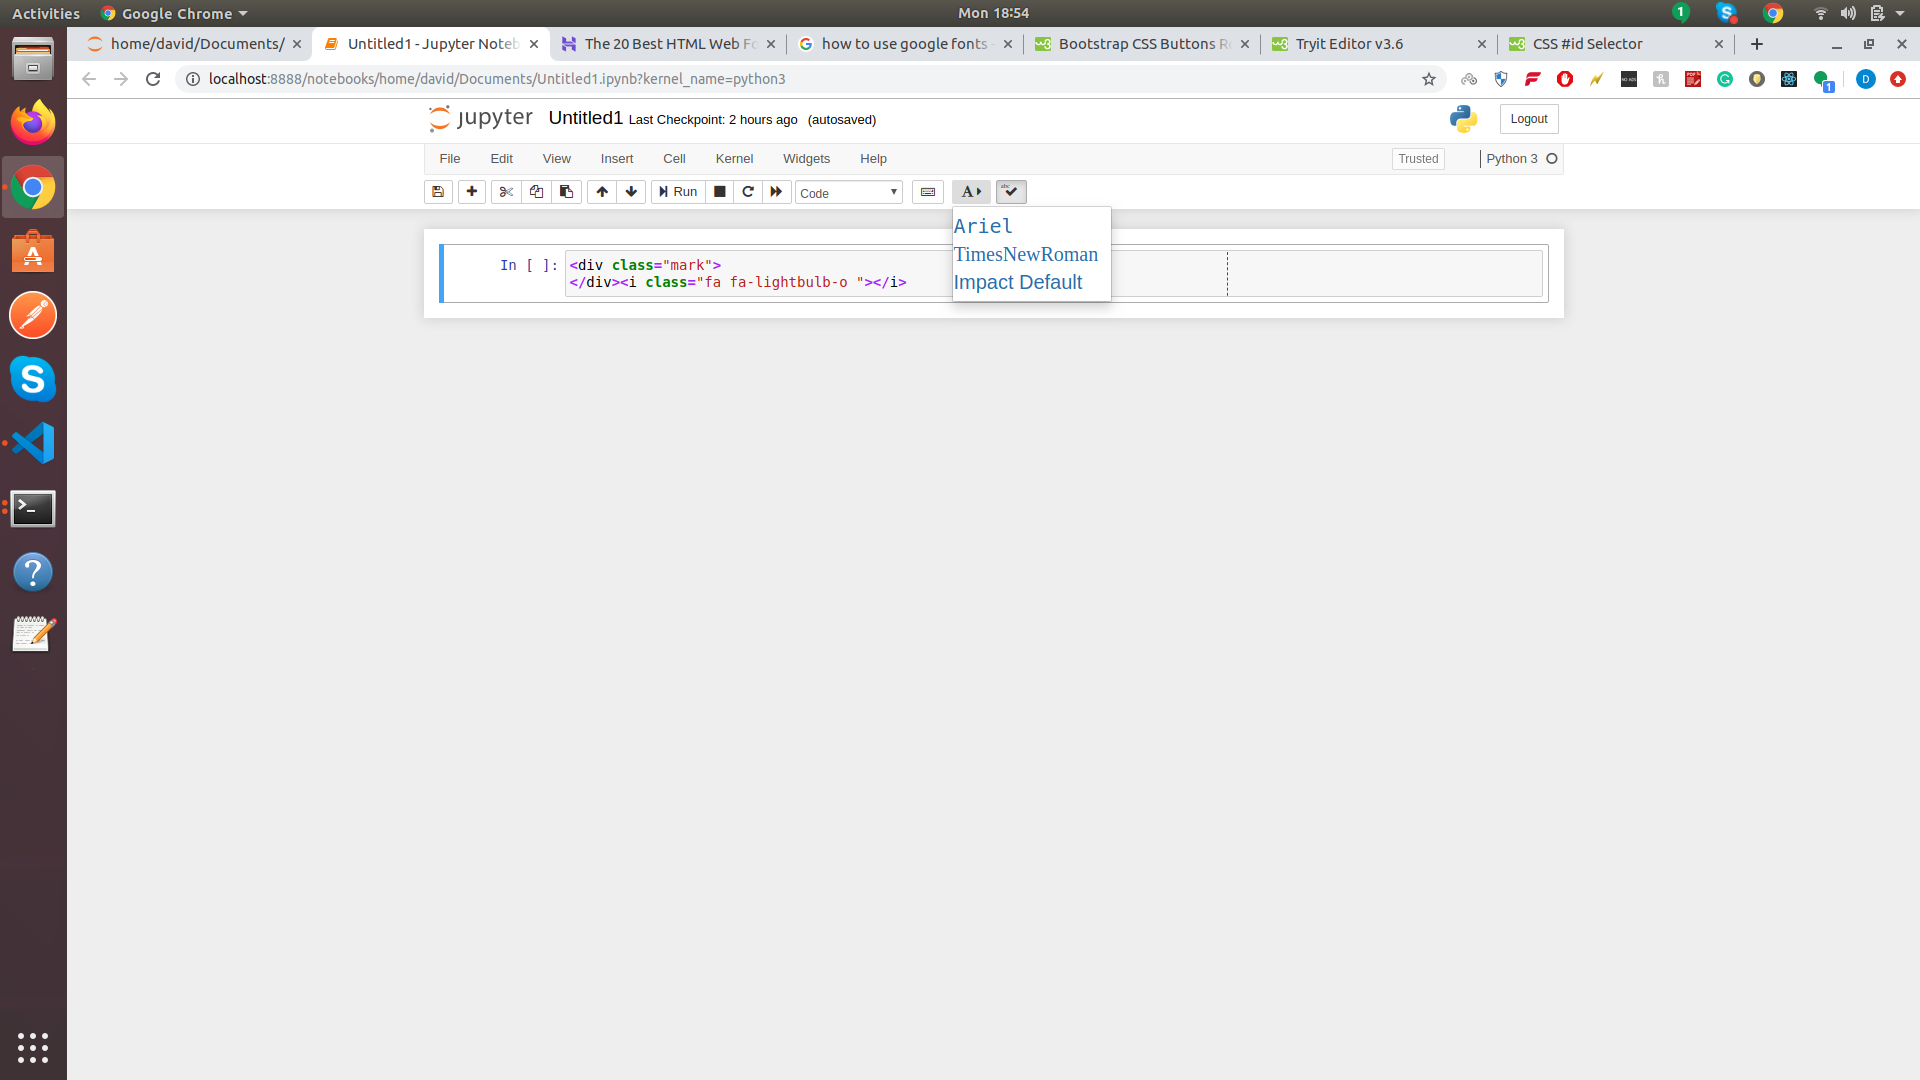 Activities Google Chrome Mon 18:54 1
home/david/Documents/ Untitled1 - Jupyter Noteb The 20 Best HTML Web Fo how to use google fonts - Bootstrap CSS Buttons Re Tryit Editor v3.6 CSS #id Selector
localhost:8888/notebooks/home/david/Documents/Untitled1.ipynb?kernel_name=python3 1 D
jupyter Untitled1 Last Checkpoint: 2 hours ago (autosaved) Logout
File Edit View Insert Cell Kernel Widgets Help Trusted Python 3
Run Code A abc
Ariel
TimesNewRoman
Impact Default
In [ ]: <div class="mark">
</div><i class="fa fa-lightbulb-o "></i>